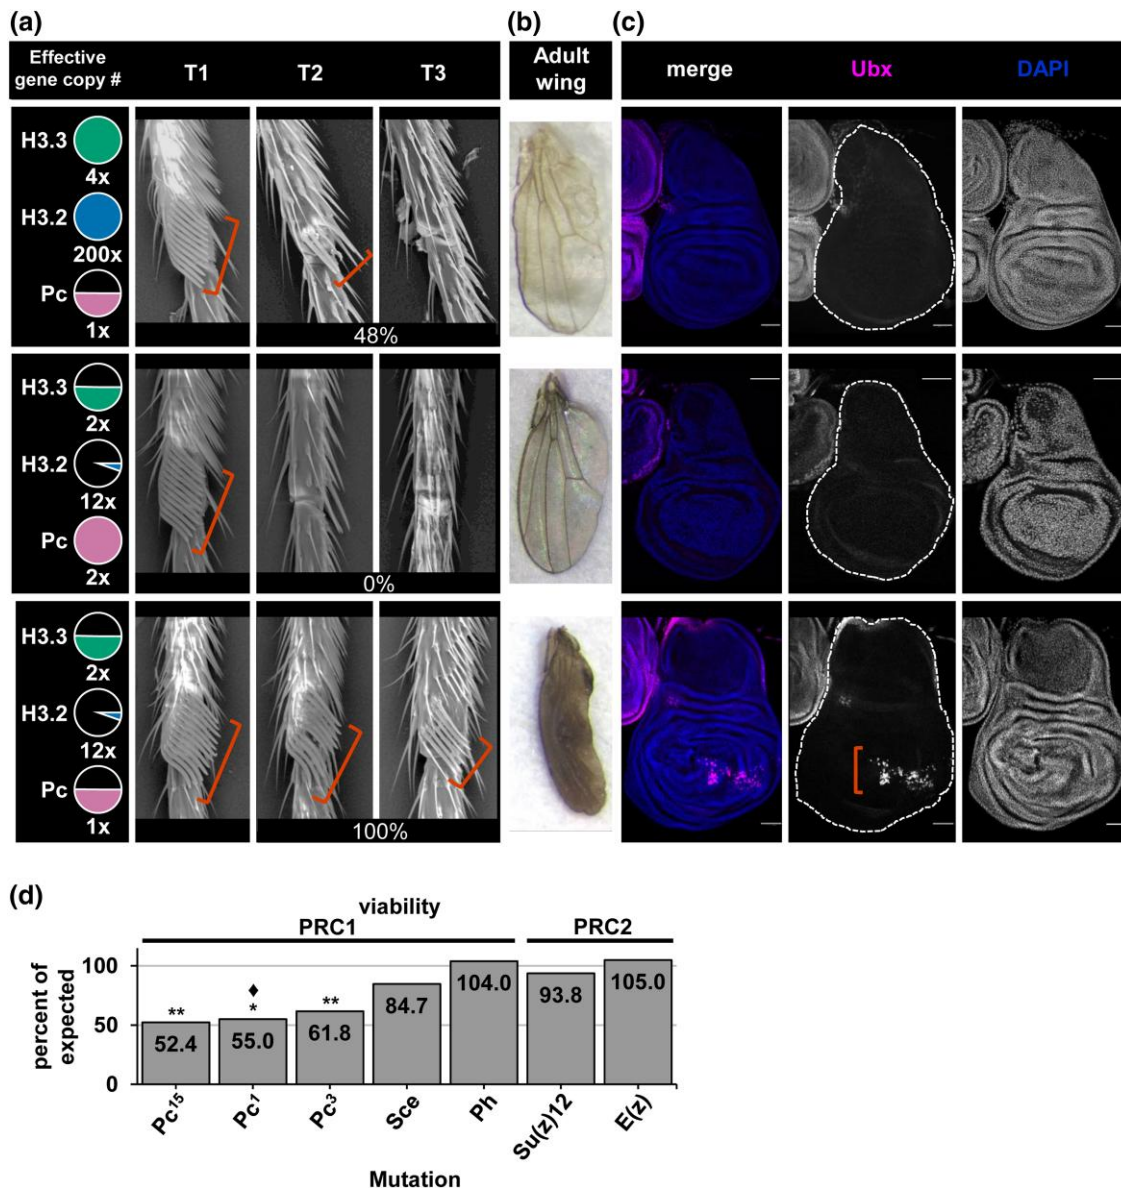 (a)
(b)
(c)
Effective
gene copy #
T1
T2
T3
Adult
wing
merge
Ubx
DAPI
H3.3
4x
H3.2
200x
Pc
1x
48%
H3.3
2x
H3.2
12x
Pc
2x
0%
H3.3
2x
H3.2
12x
Pc
1x
100%
(d)
viability
PRC1
PRC2
percent of
expected
100
50
0
**
♦
*
**
52.4
55.0
61.8
84.7
104.0
93.8
105.0
Pc¹⁵
Pc¹
Pc³
Sce
Ph
Su(z)12
E(z)
Mutation